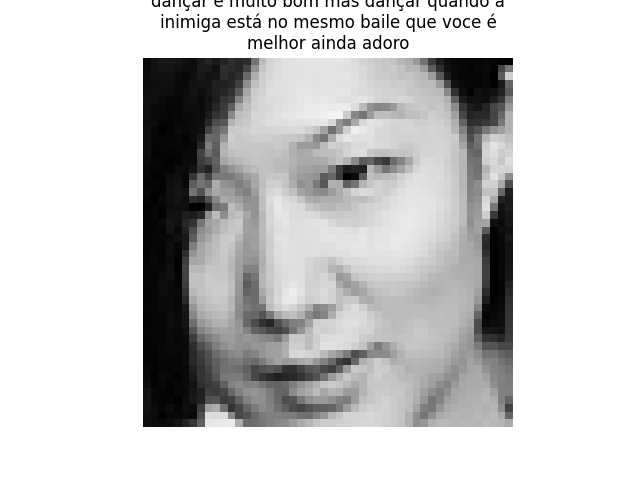 dançar é muito bom mas dançar quando a
inimiga está no mesmo baile que voce é
melhor ainda adoro